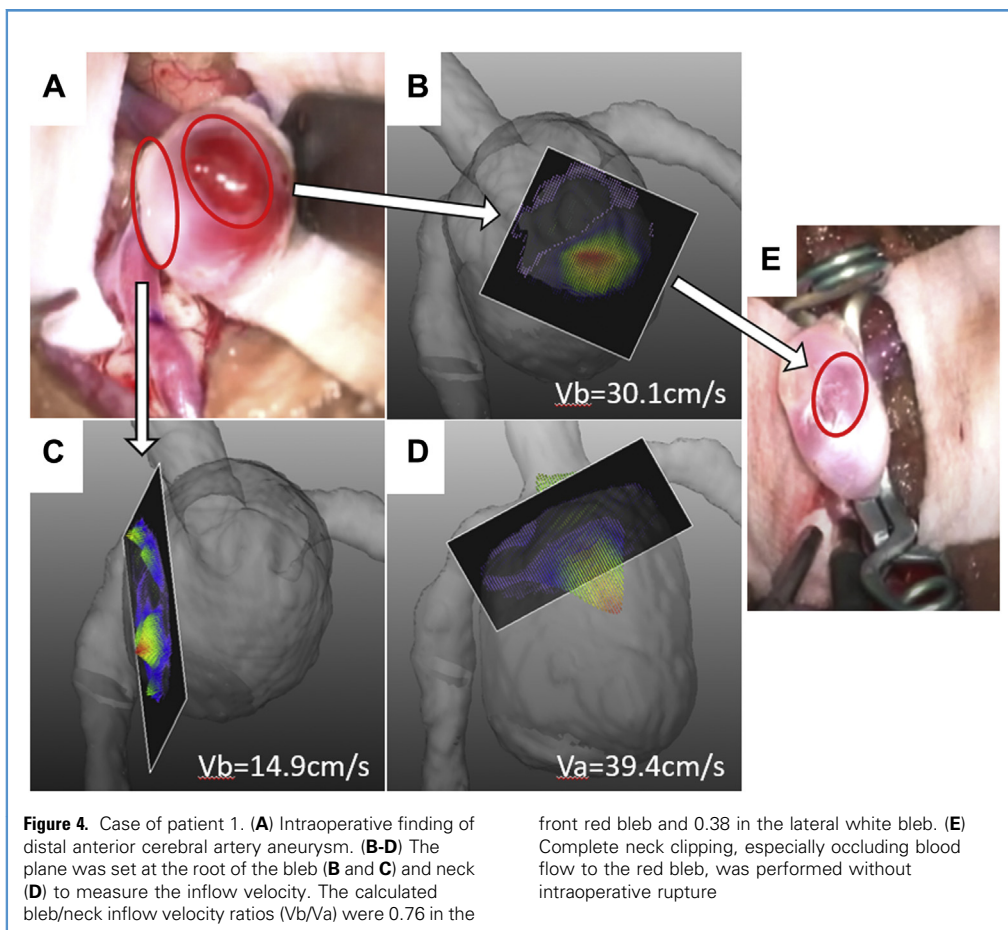 A
B
E
Vb=30.1cm/s
C
D
Vb=14.9cm/s
Va=39.4cm/s
Figure 4. Case of patient 1. (A) Intraoperative finding of
distal anterior cerebral artery aneurysm. (B-D) The
plane was set at the root of the bleb (B and C) and neck
(D) to measure the inflow velocity. The calculated
bleb/neck inflow velocity ratios (Vb/Va) were 0.76 in the
front red bleb and 0.38 in the lateral white bleb. (E)
Complete neck clipping, especially occluding blood
flow to the red bleb, was performed without
intraoperative rupture